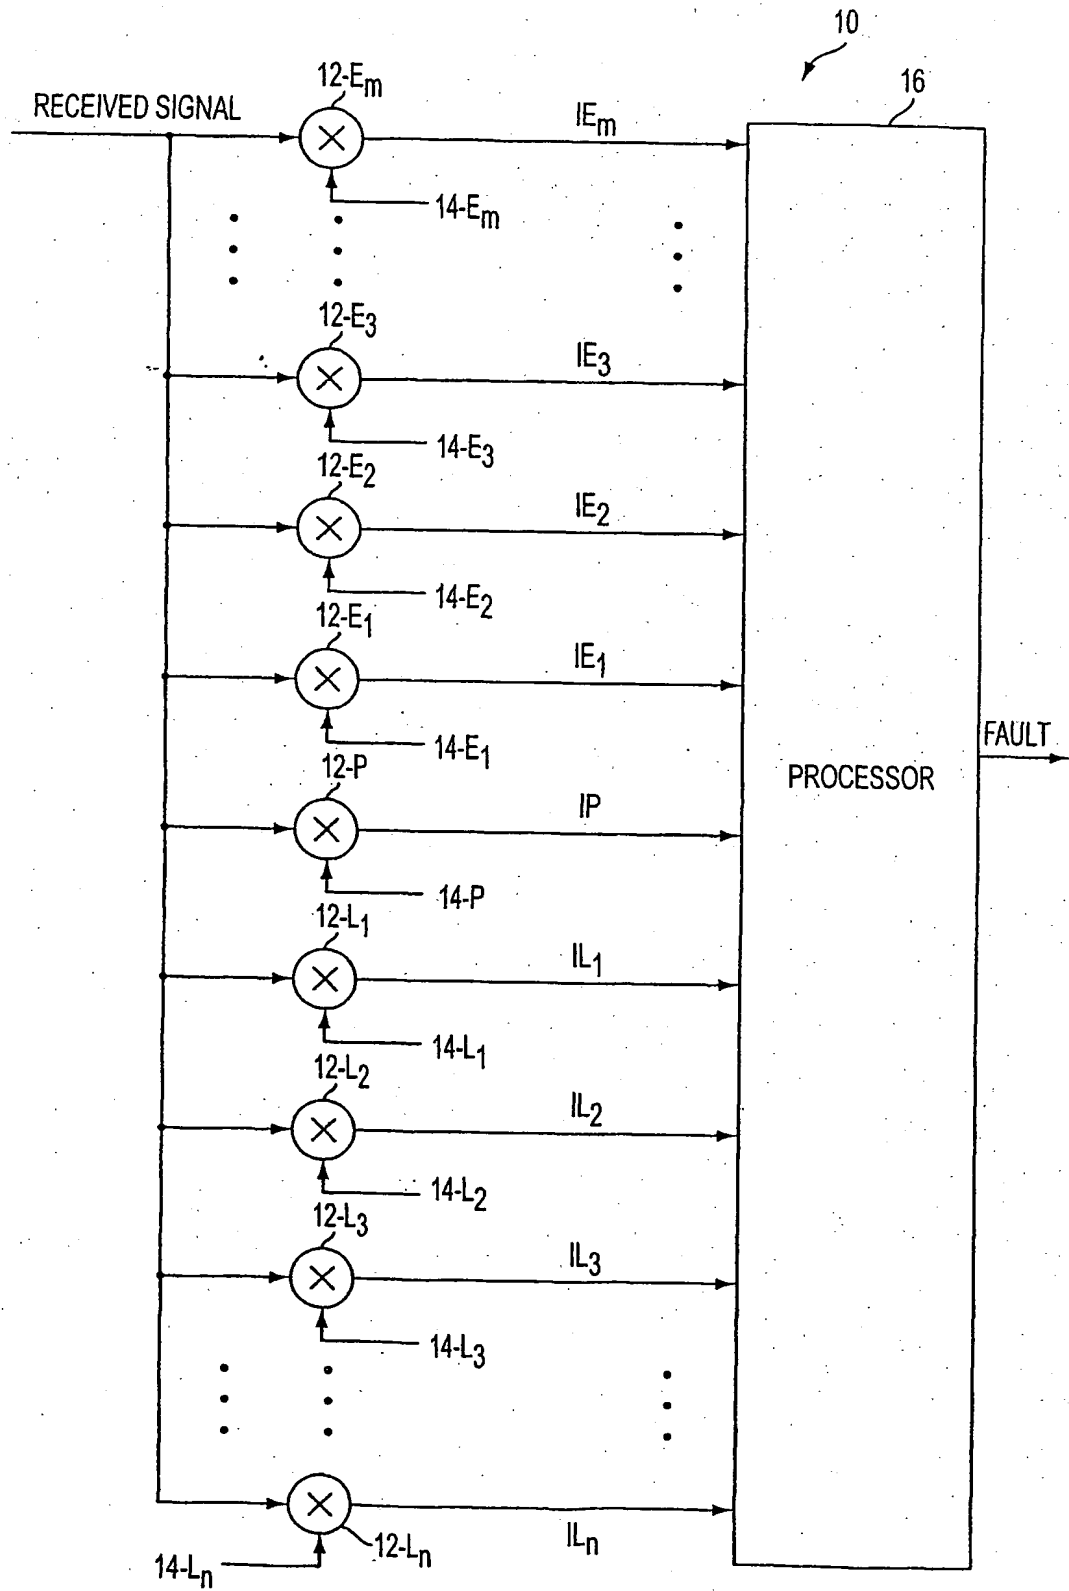 10
16
12-Em
RECEIVED SIGNAL
IEm
14-Em
12-E3
IE3
14-E3
12-E2
IE2
14-E2
12-E1
IE1
14-E1
FAULT
12-P
PROCESSOR
IP
14-P
12-L1
IL1
14-L1
12-L2
IL2
14-L2
12-L3
IL3
14-L3
ILn
12-Ln
14-Ln